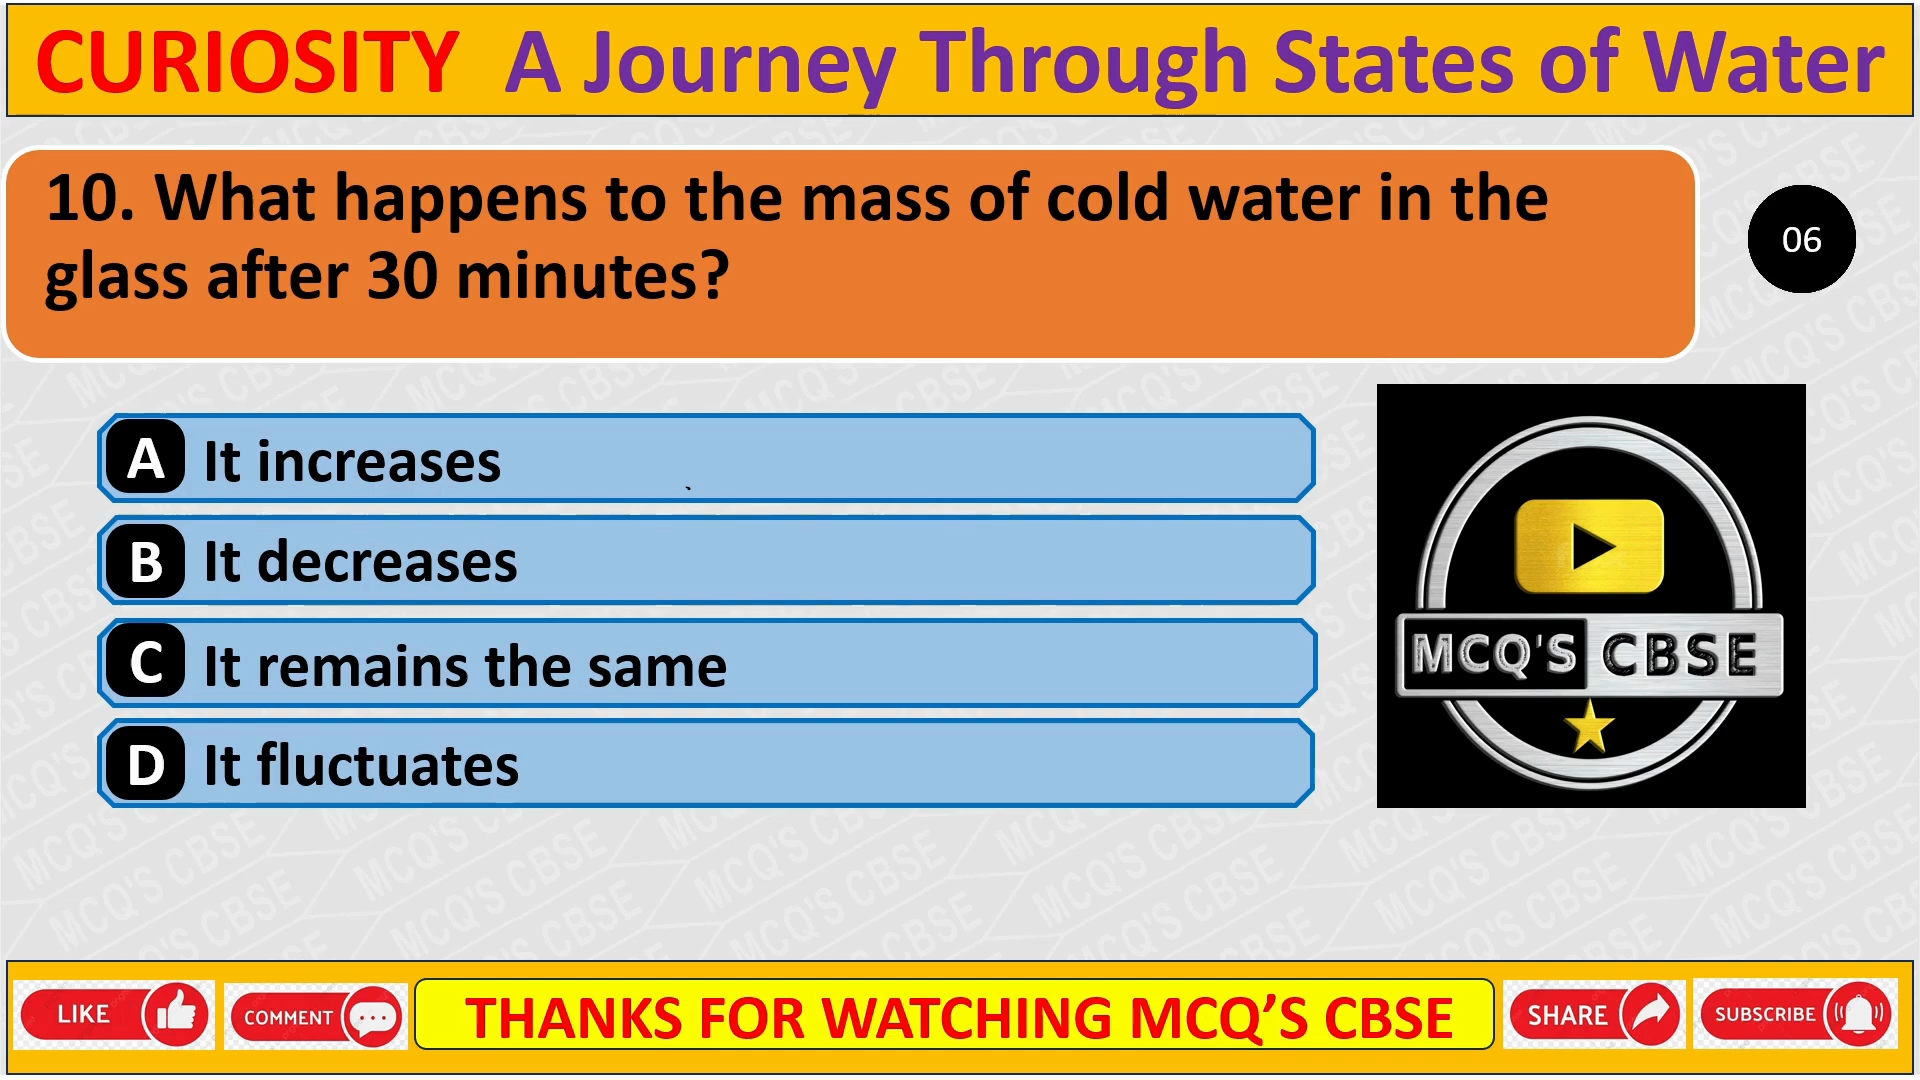 CURIOSITY A Journey Through States of Water
10. What happens to the mass of cold water in the
glass after 30 minutes?
06
A It increases
B It decreases
C It remains the same
D It fluctuates
MCQ'S CBSE
LIKE
COMMENT
THANKS FOR WATCHING MCQ’S CBSE
SHARE
SUBSCRIBE